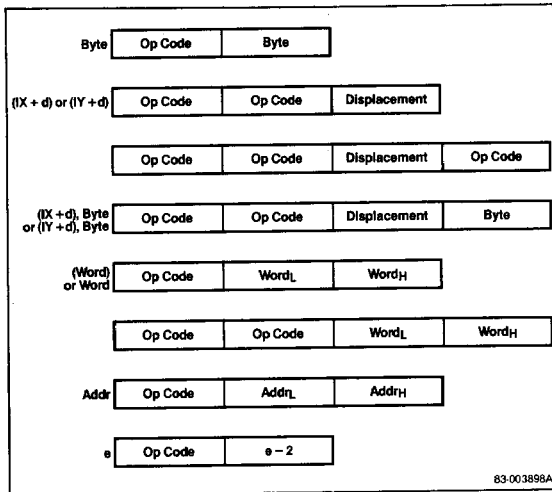 Byte Op Code Byte
(IX + d) or (IY + d) Op Code Op Code Displacement
Op Code Op Code Displacement Op Code
(IX + d), Byte
or (IY + d), Byte Op Code Op Code Displacement Byte
(Word)
or Word Op Code WordL WordH
Op Code Op Code WordL WordH
Addr Op Code AddrL AddrH
e Op Code e – 2
83-003898A